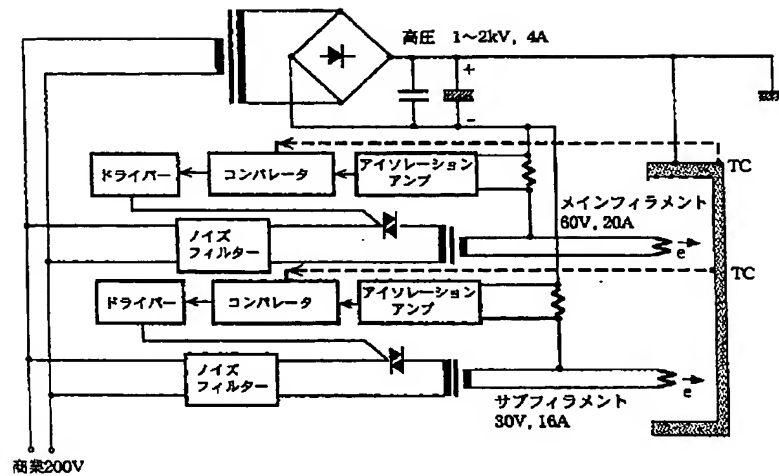 高圧 1～2kV, 4A
+
-
TC
ドライバー
コンパレータ
アイソレーション
アンプ
メインフィラメント
60V, 20A
ノイズ
フィルター
e
TC
ドライバー
コンパレータ
アイソレーション
アンプ
ノイズ
フィルター
e
サブフィラメント
30V, 16A
商業200V